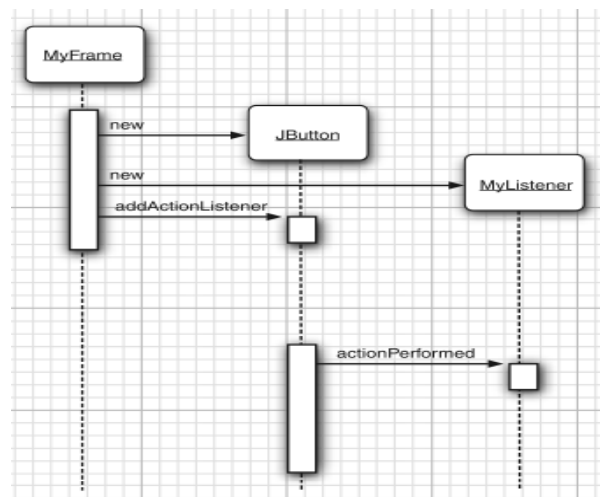 MyFrame
new
JButton
new
MyListener
addActionListener
actionPerformed